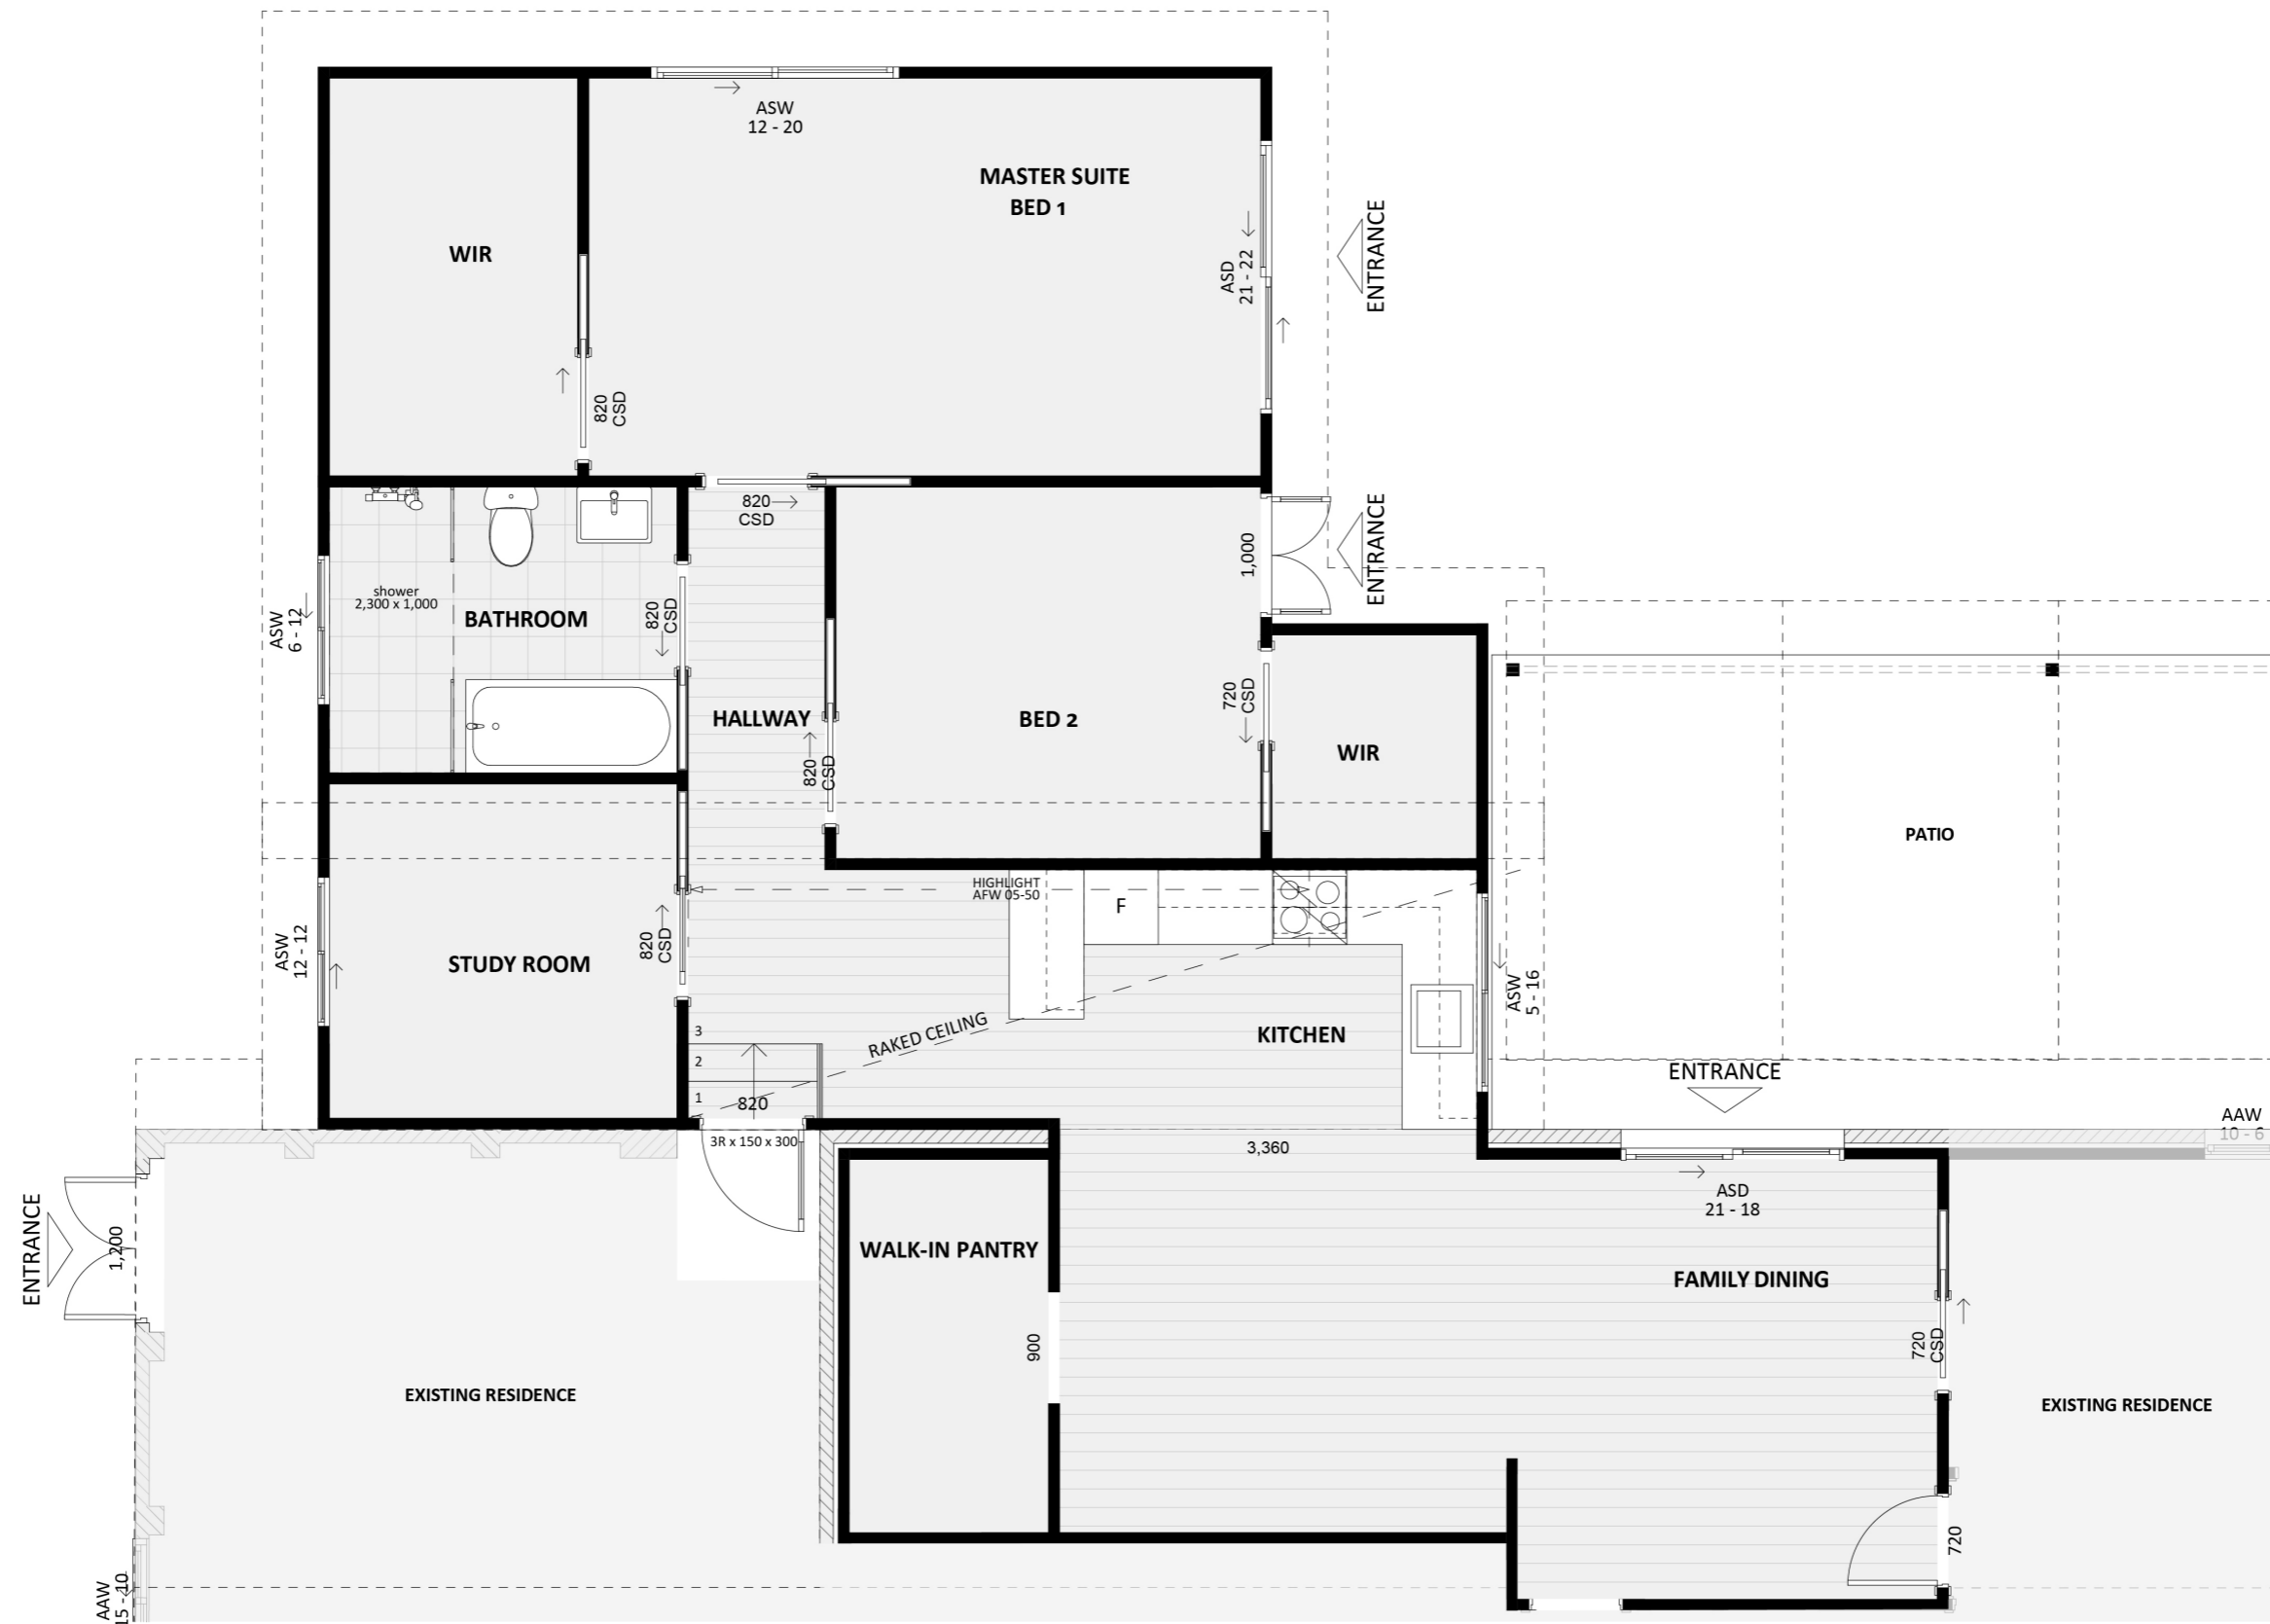 ASW
12 - 20
MASTER SUITE
BED 1
WIR
ASD
21 - 22
ENTRANCE
820
CSD
820
CSD
1,000
ENTRANCE
shower
2,300 x 1,000
BATHROOM
ASW
6 - 12
820
CSD
HALLWAY
820
CSD
BED 2
720
CSD
WIR
PATIO
HIGHLIGHT
AFW 05-50
F
ASW
12 - 12
STUDY ROOM
820
CSD
ASW
5 - 16
RAKED CEILING
KITCHEN
3
2
1
820
3R x 150 x 300
ENTRANCE
AAW
10 - 6
3,360
ASD
21 - 18
ENTRANCE
1,200
WALK-IN PANTRY
FAMILY DINING
900
720
CSD
EXISTING RESIDENCE
EXISTING RESIDENCE
720
AAW
15 - 10